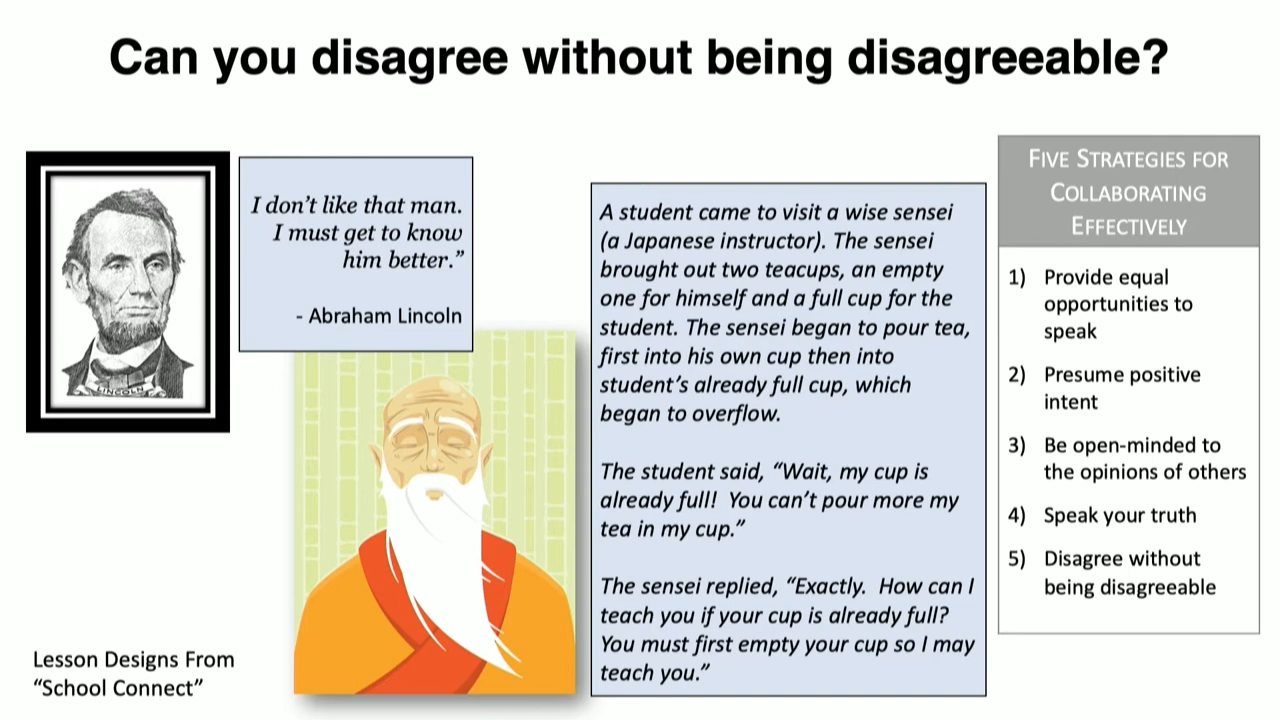 Can you disagree without being disagreeable?
LINCOLN
I don’t like that man.
I must get to know
him better.”
- Abraham Lincoln
A student came to visit a wise sensei
(a Japanese instructor). The sensei
brought out two teacups, an empty
one for himself and a full cup for the
student. The sensei began to pour tea,
first into his own cup then into
student’s already full cup, which
began to overflow.
The student said, “Wait, my cup is
already full!  You can’t pour more my
tea in my cup.”
The sensei replied, “Exactly.  How can I
teach you if your cup is already full?
You must first empty your cup so I may
teach you.”
FIVE STRATEGIES FOR
COLLABORATING
EFFECTIVELY
1) Provide equal
opportunities to
speak
2) Presume positive
intent
3) Be open-minded to
the opinions of others
4) Speak your truth
5) Disagree without
being disagreeable
Lesson Designs From
“School Connect”